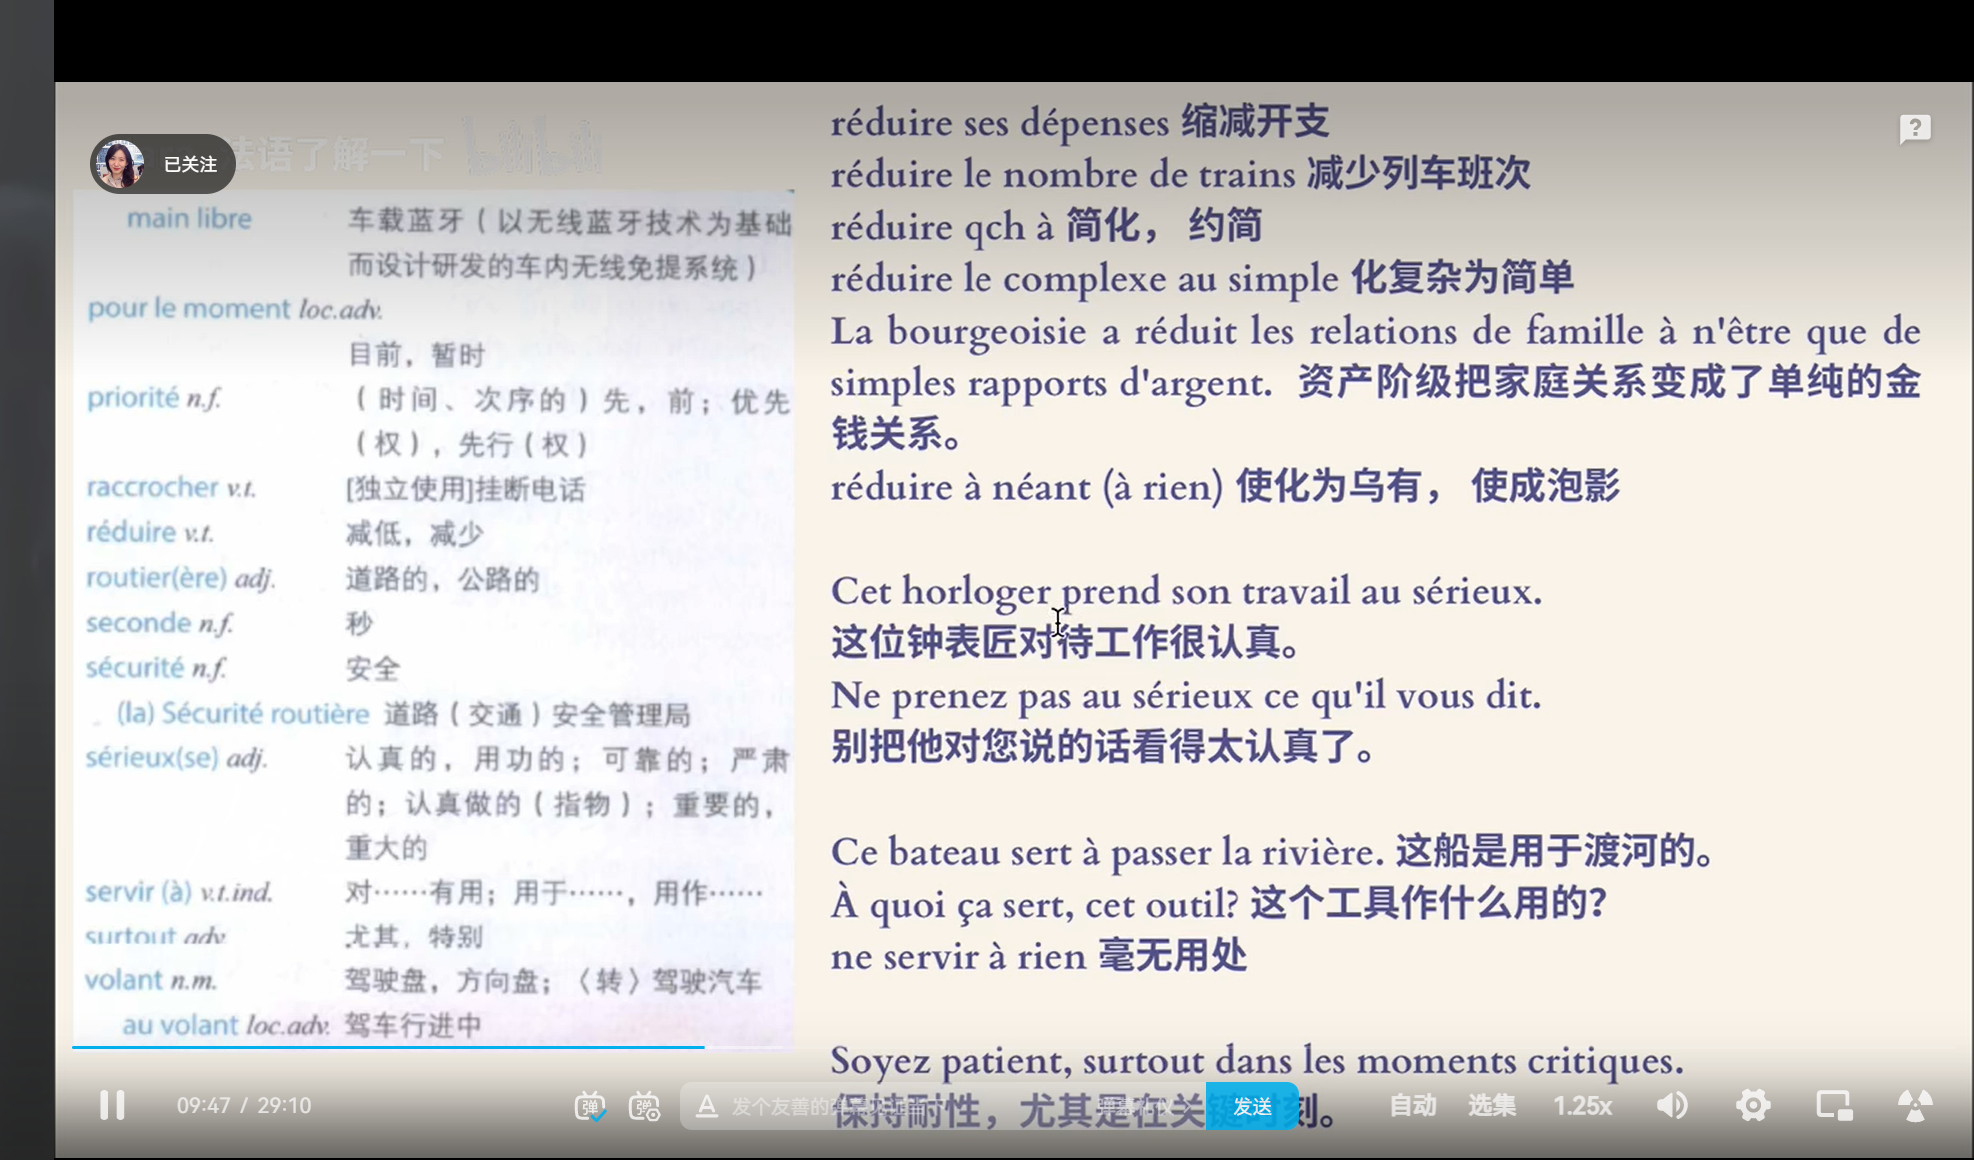 已关注
法语了解一下 bilibili
main libre 车载蓝牙（以无线蓝牙技术为基础
而设计研发的车内无线免提系统）
pour le moment loc.adv.
目前，暂时
priorité n.f. （时间、次序的）先，前；优先
（权），先行（权）
raccrocher v.t. [独立使用]挂断电话
réduire v.t. 减低，减少
routier(ère) adj. 道路的，公路的
seconde n.f. 秒
sécurité n.f. 安全
(la) Sécurité routière 道路（交通）安全管理局
sérieux(se) adj. 认真的，用功的；可靠的；严肃
的；认真做的（指物）；重要的，
重大的
servir (à) v.t.ind. 对……有用；用于……，用作……
surtout adv. 尤其，特别
volant n.m. 驾驶盘，方向盘；〈转〉驾驶汽车
au volant loc.adv. 驾车行进中
réduire ses dépenses 缩减开支
réduire le nombre de trains 减少列车班次
réduire qch à 简化， 约简
réduire le complexe au simple 化复杂为简单
La bourgeoisie a réduit les relations de famille à n'être que de
simples rapports d'argent. 资产阶级把家庭关系变成了单纯的金
钱关系。
réduire à néant (à rien) 使化为乌有， 使成泡影
Cet horloger prend son travail au sérieux.
这位钟表匠对待工作很认真。
Ne prenez pas au sérieux ce qu'il vous dit.
别把他对您说的话看得太认真了。
Ce bateau sert à passer la rivière. 这船是用于渡河的。
À quoi ça sert, cet outil? 这个工具作什么用的？
ne servir à rien 毫无用处
Soyez patient, surtout dans les moments critiques.
保持耐性，尤其是在关键时刻。
09:47 / 29:10
弹 弹
发个友善的
发送
自动 选集 1.25x